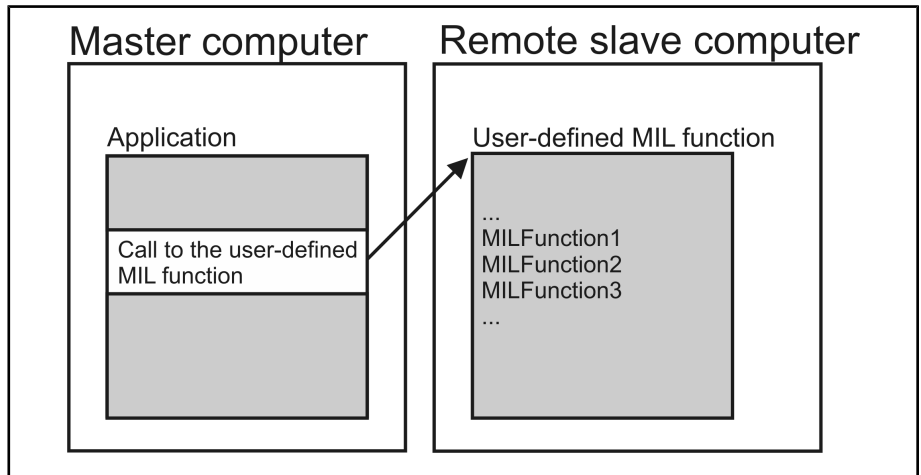 Master computer
Application
Call to the user-defined
MIL function
Remote slave computer
User-defined MIL function
...
MILFunction1
MILFunction2
MILFunction3
...